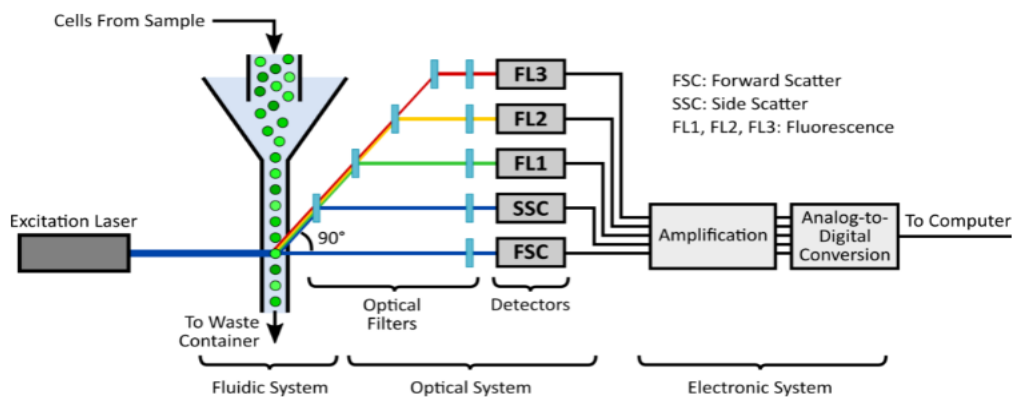 Cells From Sample
FL3
FSC: Forward Scatter
SSC: Side Scatter
FL1, FL2, FL3: Fluorescence
FL2
FL1
Excitation Laser
SSC
90°
FSC
Amplification
Analog-to-
Digital
Conversion
To Computer
Optical
Filters
Detectors
To Waste
Container
Fluidic System
Optical System
Electronic System